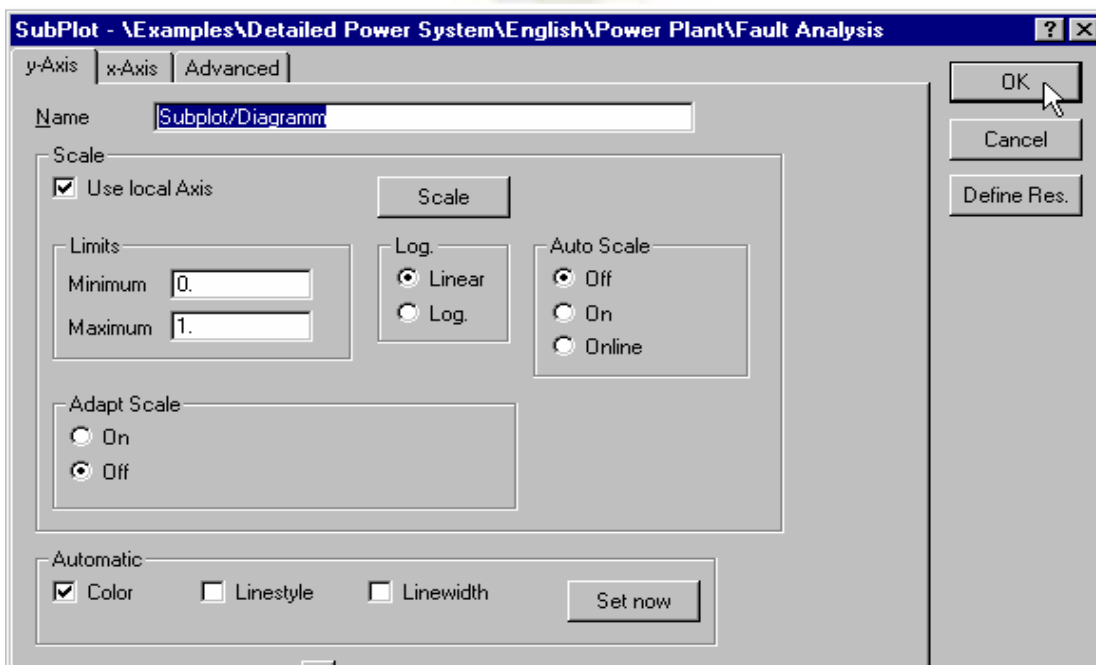 SubPlot - \Examples\Detailed Power System\English\Power Plant\Fault Analysis
y-Axis x-Axis Advanced
OK
Name Subplot/Diagramm
Cancel
Scale
Use local Axis Scale
Define Res.
Limits Log. Auto Scale
Minimum 0. Linear Off
Maximum 1. Log. On
Online
Adapt Scale
On
Off
Automatic
Color Linestyle Linewidth Set now